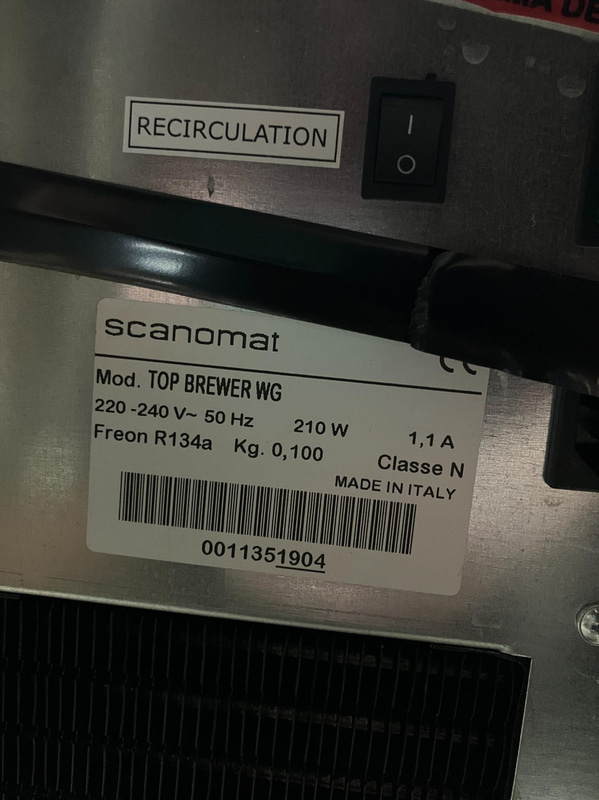 RECIRCULATION
I
O
scanomat
CE
Mod. TOP BREWER WG
220 -240 V~ 50 Hz 210 W 1,1 A
Freon R134a Kg. 0,100 Classe N
MADE IN ITALY
0011351904